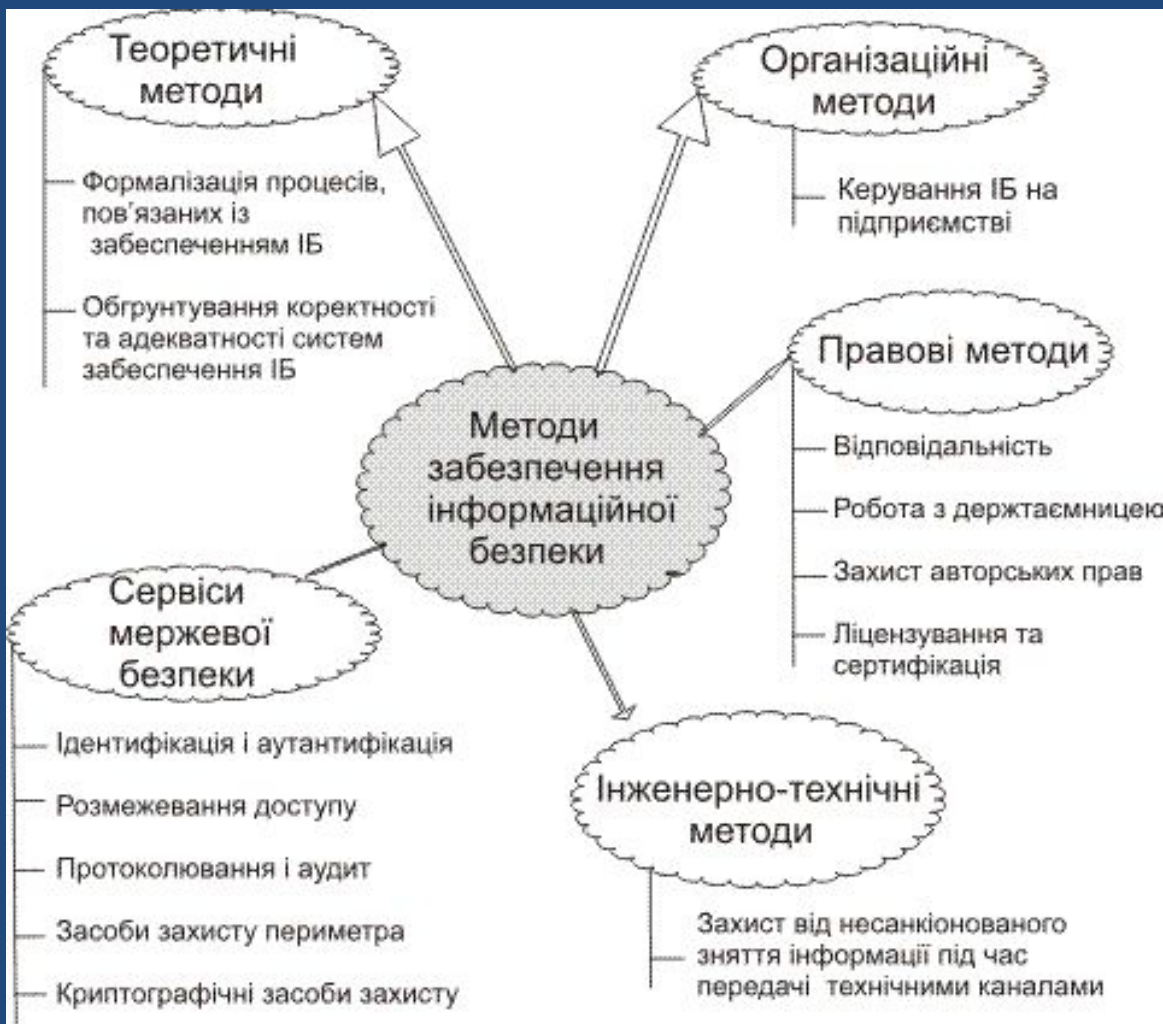 Теоретичні
методи
Формалізація процесів,
пов'язаних із
забеспеченням ІБ
Обгрунтування коректності
та адекватності систем
забеспечення ІБ
Організаційні
методи
Керування ІБ на
підприємстві
Правові методи
Відповідальність
Робота з держтаємницею
Захист авторських прав
Ліцензування та
сертифікація
Методи
забезпечення
інформаційної
безпеки
Сервіси
мержевої
безпеки
Ідентифікація і аутантифікація
Розмежевання доступу
Протоколювання і аудит
Засоби захисту периметра
Криптографічні засоби захисту
Інженерно-технічні
методи
Захист від несанкіонованого
зняття інформації під час
передачі технічними каналами